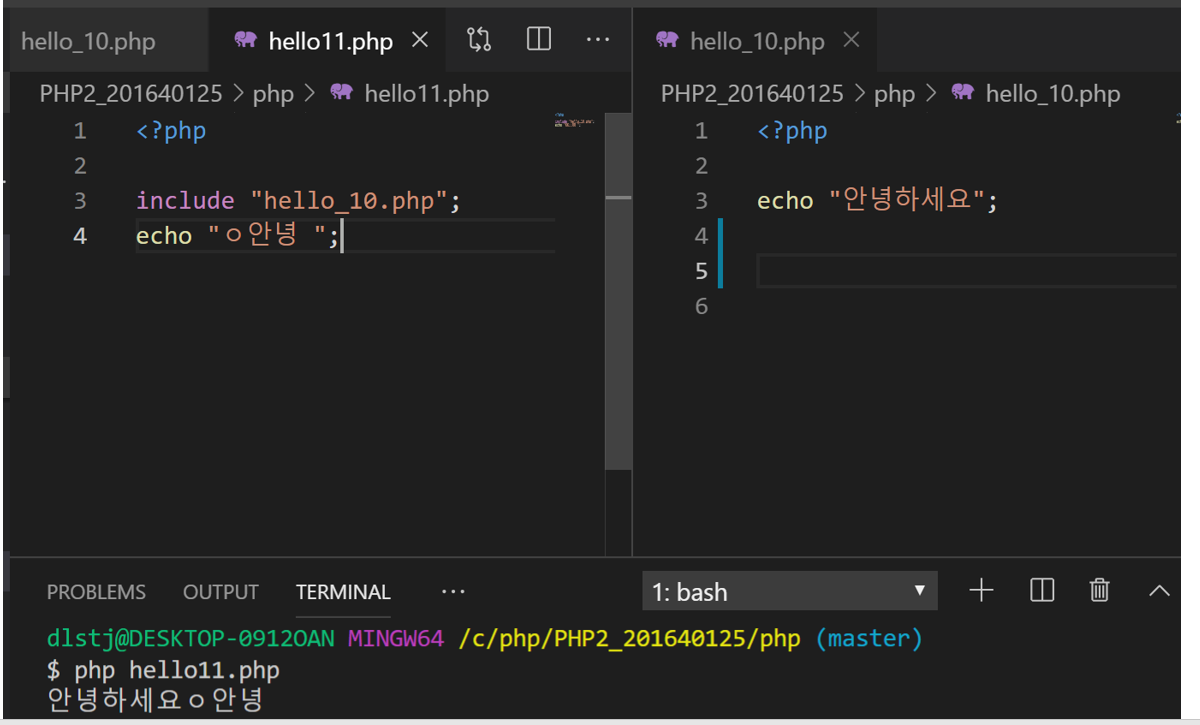 hello_10.php hello11.php
PHP2_201640125 > php > hello11.php
1 <?php
2
3 include "hello_10.php";
4 echo "ㅇ안녕 ";
hello_10.php
PHP2_201640125 > php > hello_10.php
1 <?php
2
3 echo "안녕하세요";
4
5
6
PROBLEMS OUTPUT TERMINAL ... 1: bash
dlstj@DESKTOP-0912OAN MINGW64 /c/php/PHP2_201640125/php (master)
$ php hello11.php
안녕하세요ㅇ안녕